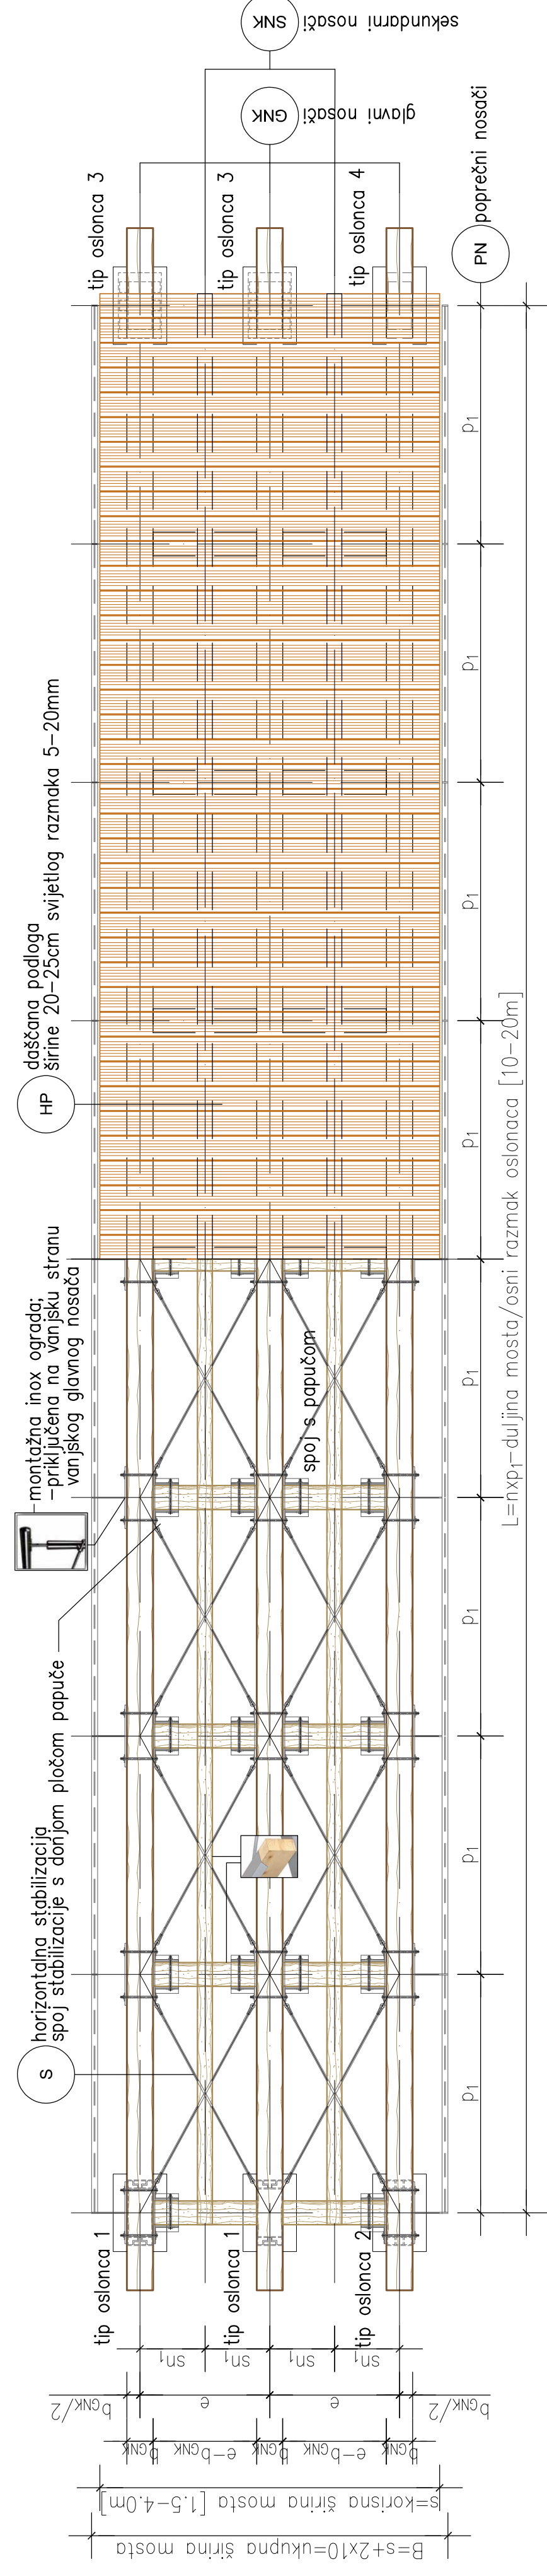 sekundarni nosači
SNK
glavni nosači
GNK
tip oslonca 3
tip oslonca 3
tip oslonca 4
PN
poprečni nosači
HP
daščana podloga
širine 20-25cm svijetlog razmaka 5-20mm
-montažna inox ograda;
-priključena na vanjsku stranu
vanjskog glavnog nosača
S
horizontalna stabilizacija
spoj stabilizacije s donjom pločom papuče
spoj s papučom
p1
p1
p1
p1
p1
p1
p1
p1
L=nxp1-duljina mosta/osni razmak oslonaca [10-20m]
tip oslonca 1
tip oslonca 1
tip oslonca 2
sn1
sn1
sn1
sn1
bGNK/2
e
e
bGNK/2
bGNK
e-bGNK
bGNK
e-bGNK
bGNK
s=korisna širina mosta [1.5-4.0m]
B=s+2x10=ukupna širina mosta